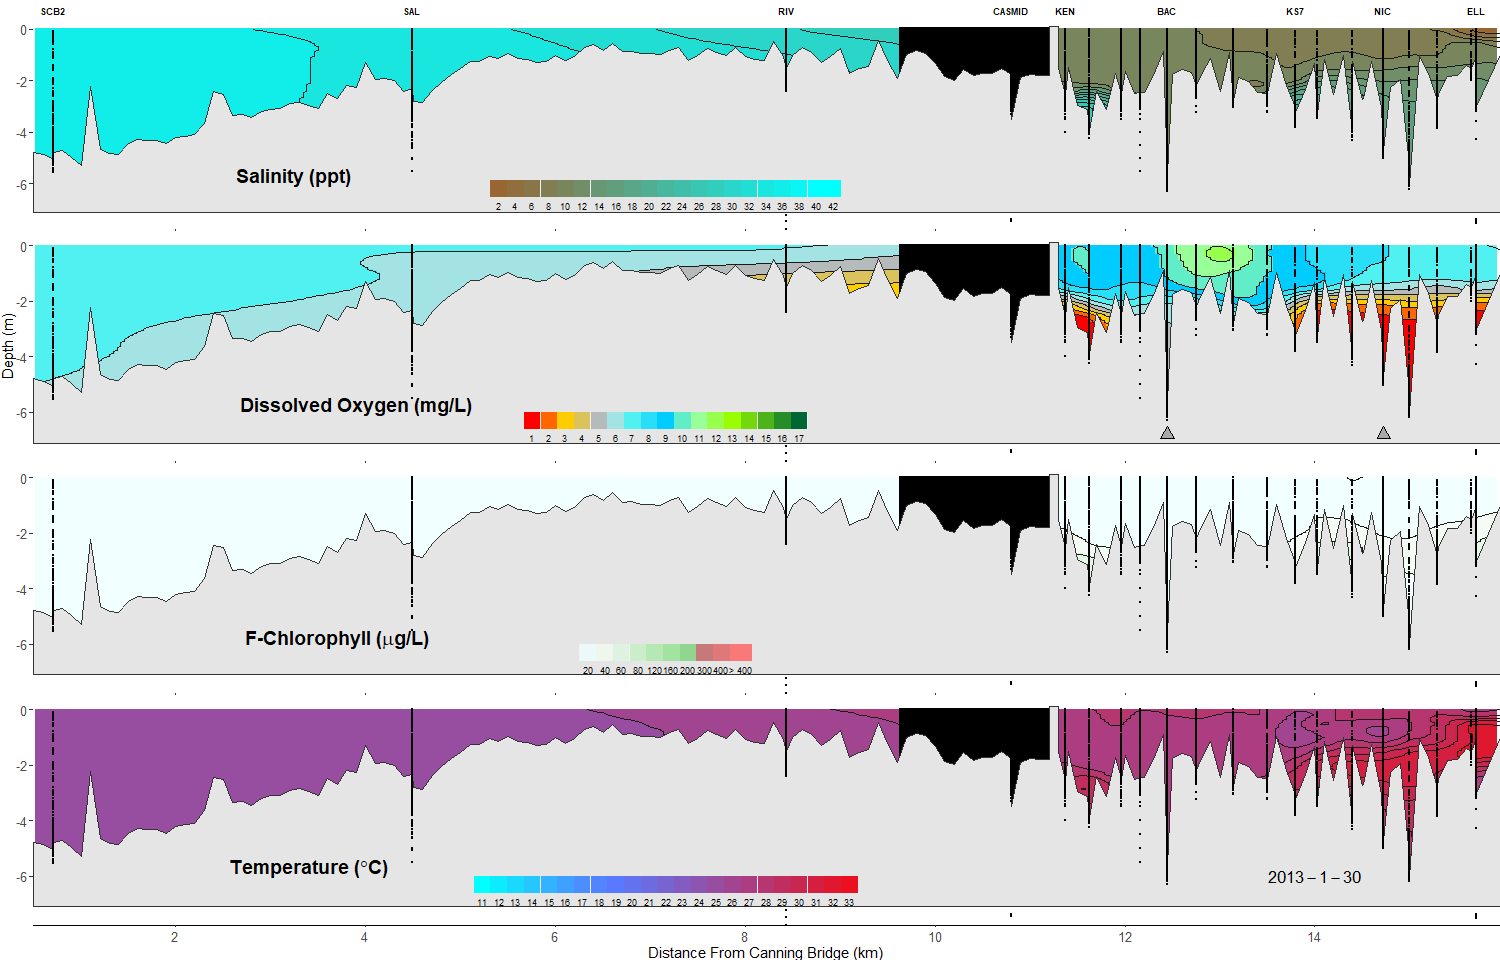 SCB2 SAL RIV CASMID KEN BAC KS7 NIC ELL
0
-2
-4
-6
Salinity (ppt)
2 4 6 8 10 12 14 16 18 20 22 24 26 28 30 32 34 36 38 40 42
0
-2
-4
-6
Depth (m)
Dissolved Oxygen (mg/L)
1 2 3 4 5 6 7 8 9 10 11 12 13 14 15 16 17
0
-2
-4
-6
F-Chlorophyll (μg/L)
20 40 60 80 120 160 200 300 400 > 400
0
-2
-4
-6
Temperature (°C)
2013 – 1 – 30
11 12 13 14 15 16 17 18 19 20 21 22 23 24 25 26 27 28 29 30 31 32 33
2 4 6 8 10 12 14
Distance From Canning Bridge (km)